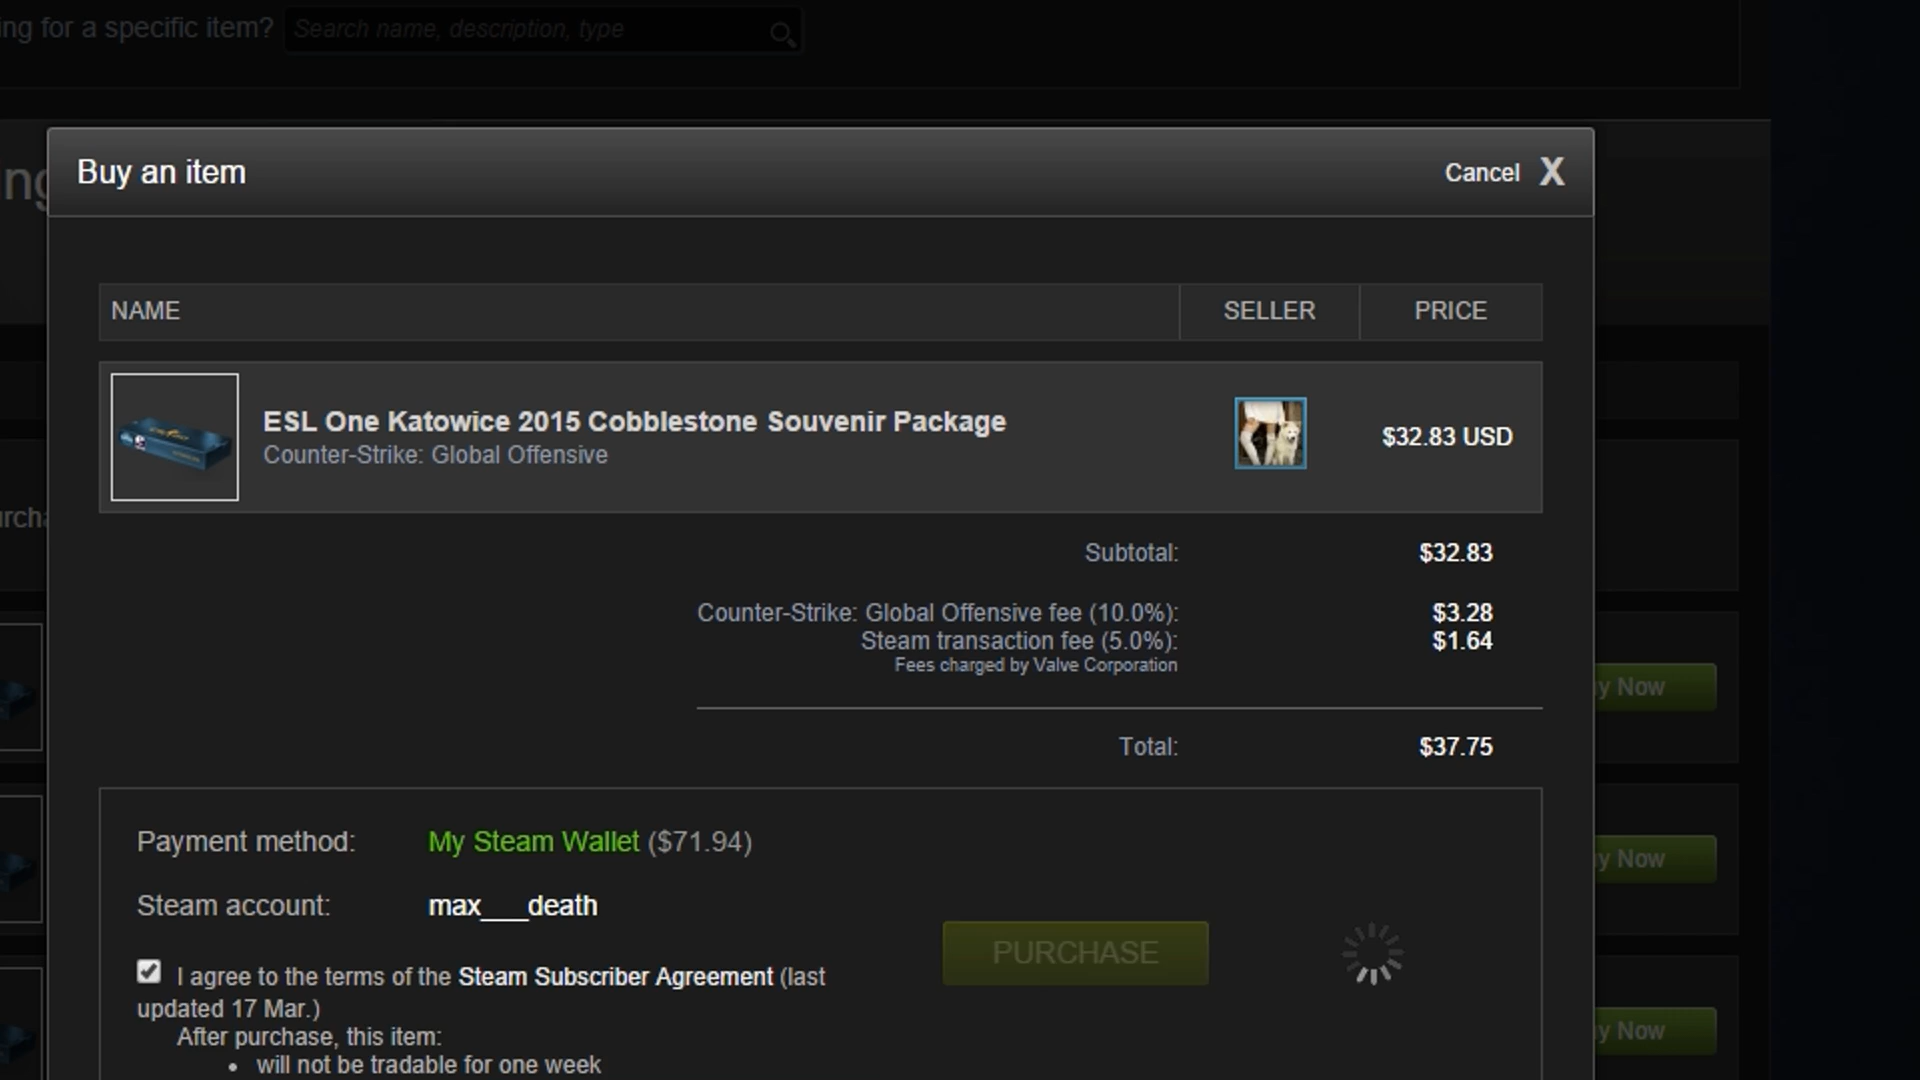 ing for a specific item? Search name, description, type
Buy an item
Cancel X
NAME SELLER PRICE
ESL One Katowice 2015 Cobblestone Souvenir Package
Counter-Strike: Global Offensive
$32.83 USD
Subtotal: $32.83
Counter-Strike: Global Offensive fee (10.0%): $3.28
Steam transaction fee (5.0%): $1.64
Fees charged by Valve Corporation
y Now
Total: $37.75
Payment method: My Steam Wallet ($71.94)
y Now
Steam account: max___death
PURCHASE
I agree to the terms of the Steam Subscriber Agreement (last
updated 17 Mar.)
y Now
After purchase, this item:
• will not be tradable for one week